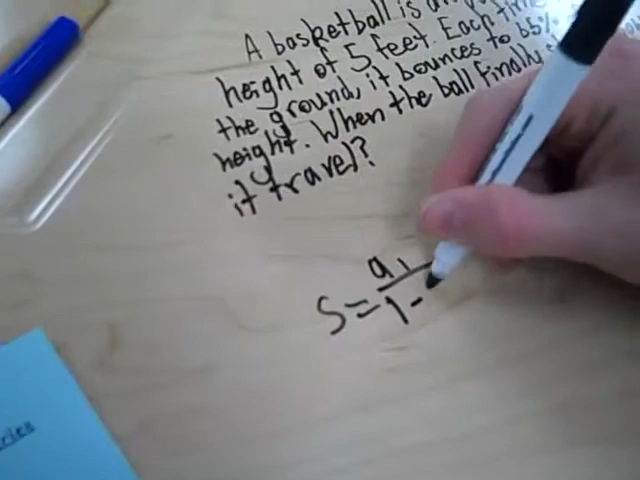 A basketball is
height of 5 feet. Each time
the ground, it bounces to 65%
height. When the ball finally
it travel?
S = a₁
1 -